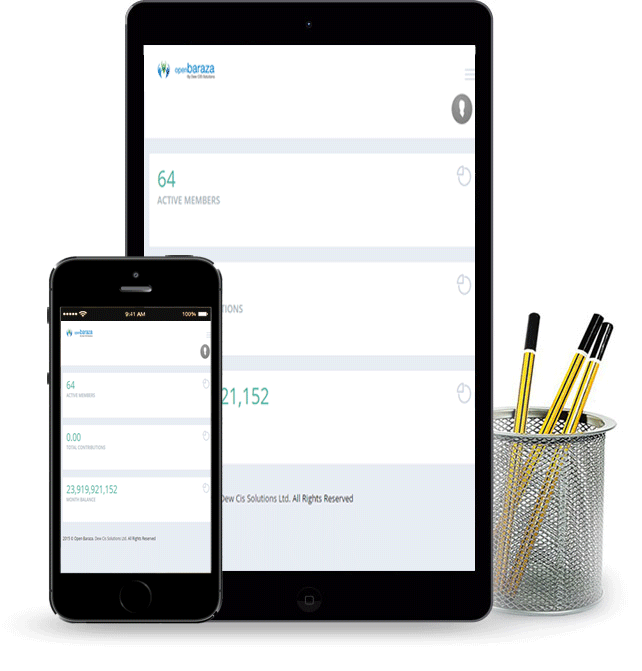 openbaraza
by Dew CIS Solutions
64
ACTIVE MEMBERS
TIONS
21,152
Dew Cis Solutions Ltd. All Rights Reserved
9:41 AM
100%
openbaraza
64
ACTIVE MEMBERS
0.00
TOTAL CONTRIBUTIONS
23,919,921,152
MONTH BALANCE
Open Baraza. Dew Cis Solutions Ltd. All Rights Reserved